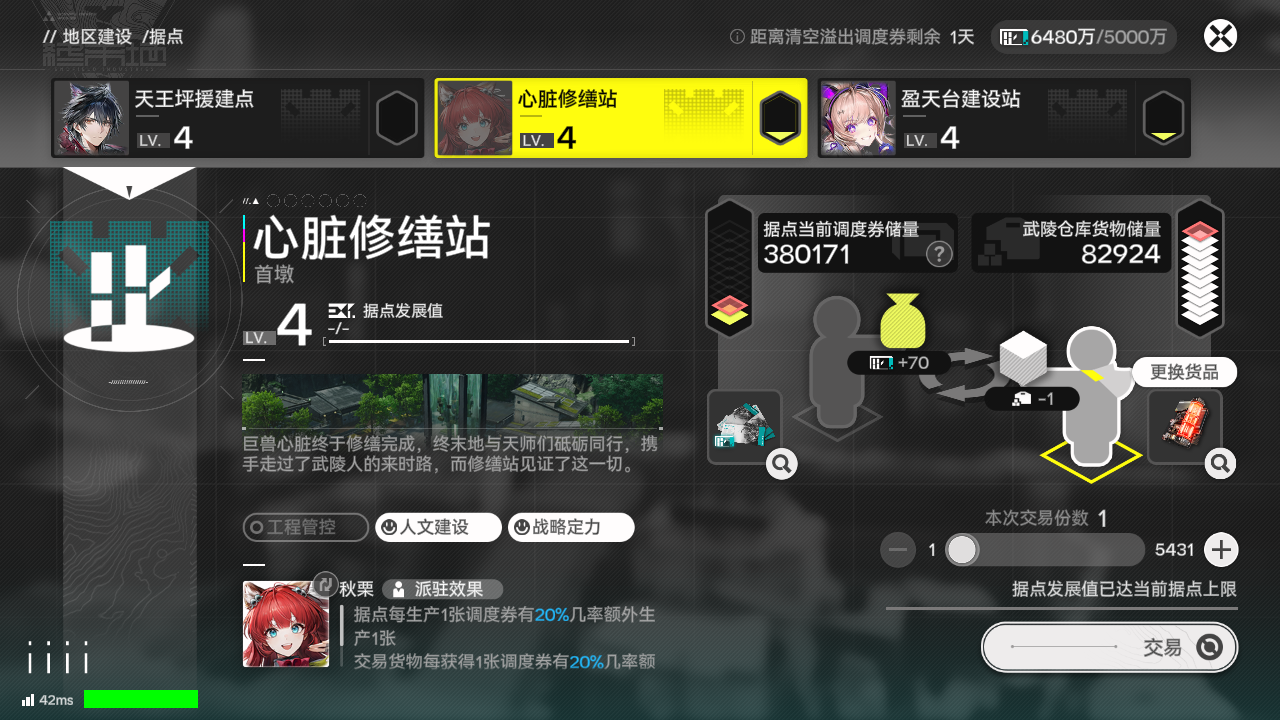 // 地区建设 /据点
距离清空溢出调度券剩余 1天
6480万/5000万
天王坪援建点
LV. 4
心脏修缮站
LV. 4
盈天台建设站
LV. 4
心脏修缮站
首墩
LV. 4
据点发展值
-/-
巨兽心脏终于修缮完成，终末地与天师们砥砺同行，携
手走过了武陵人的来时路，而修缮站见证了这一切。
工程管控
人文建设
战略定力
秋栗
派驻效果
据点每生产1张调度券有20%几率额外生
产1张
交易货物每获得1张调度券有20%几率额
据点当前调度券储量
380171
?
武陵仓库货物储量
82924
+70
-1
更换货品
本次交易份数 1
1
5431
据点发展值已达当前据点上限
交易
42ms